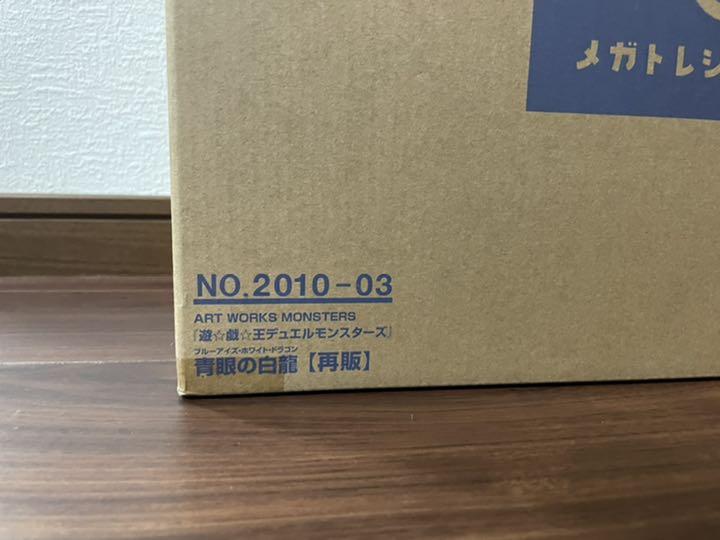 メガトレシ
NO.2010-03
ART WORKS MONSTERS
『遊☆戯☆王デュエルモンスターズ』
ブルーアイズ・ホワイト・ドラゴン
青眼の白龍【再販】